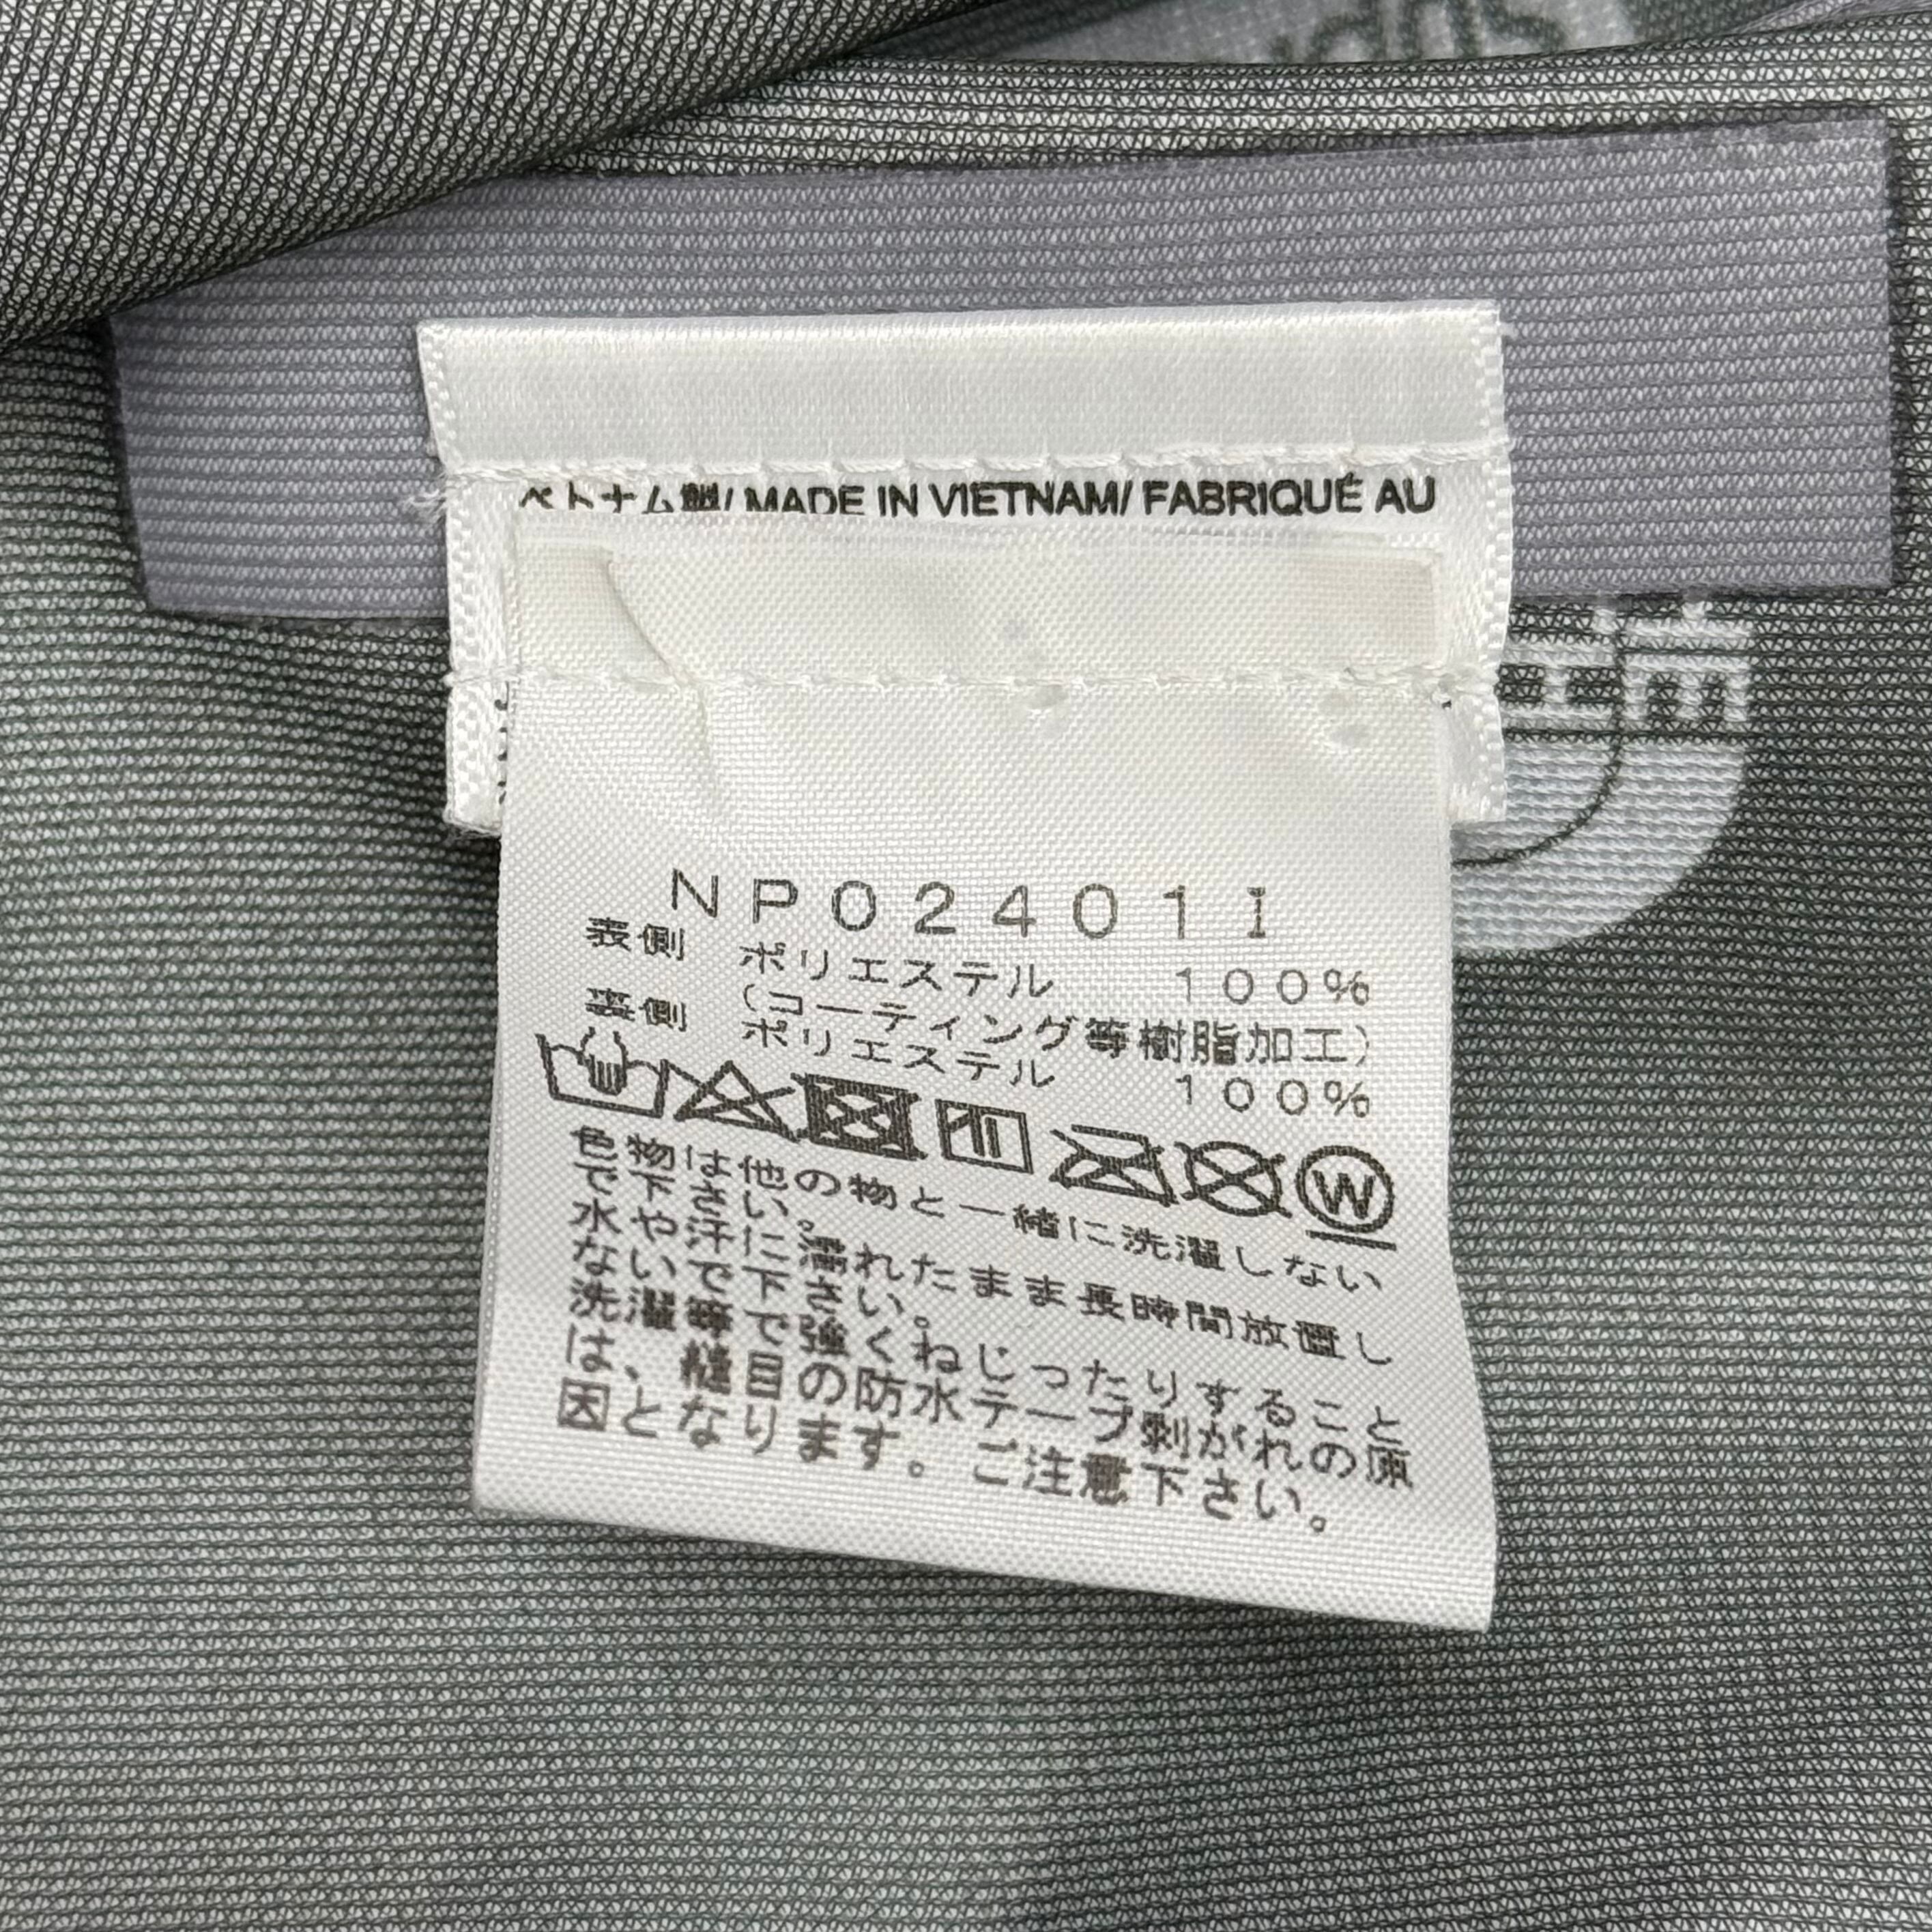 ベトナム製/ MADE IN VIETNAM/ FABRIQUÉ AU
NP02401I
表側 ポリエステル 100%
(コーティング等樹脂加工)
裏側 ポリエステル 100%
W
色物は他の物と一緒に洗濯しない
で下さい。
水や汗に濡れたまま長時間放置し
ないで下さい。
洗濯等で強くねじったりすること
は、縫目の防水テープ剥がれの原
因となります。ご注意下さい。